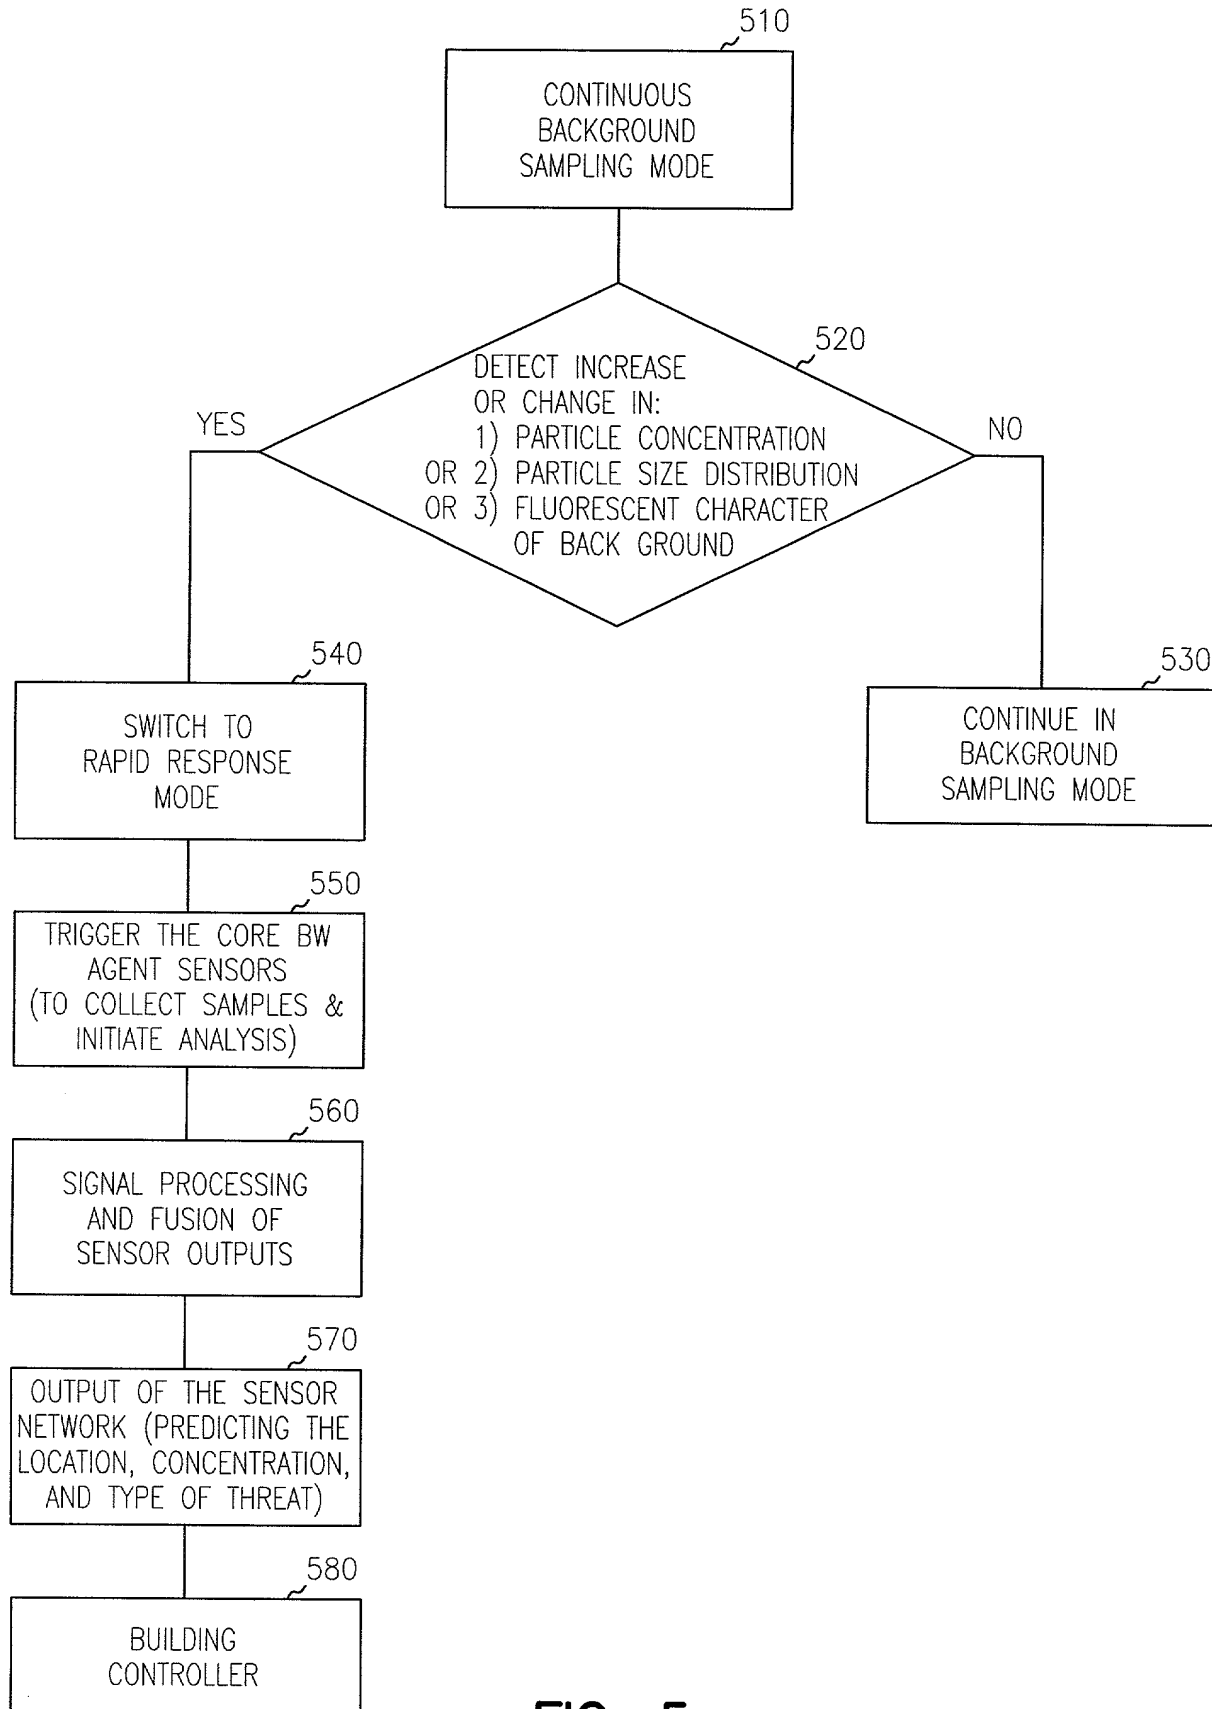 510
CONTINUOUS
BACKGROUND
SAMPLING MODE
520
DETECT INCREASE
OR CHANGE IN:
1) PARTICLE CONCENTRATION
OR 2) PARTICLE SIZE DISTRIBUTION
OR 3) FLUORESCENT CHARACTER
OF BACK GROUND
YES
NO
540
SWITCH TO
RAPID RESPONSE
MODE
530
CONTINUE IN
BACKGROUND
SAMPLING MODE
550
TRIGGER THE CORE BW
AGENT SENSORS
(TO COLLECT SAMPLES &
INITIATE ANALYSIS)
560
SIGNAL PROCESSING
AND FUSION OF
SENSOR OUTPUTS
570
OUTPUT OF THE SENSOR
NETWORK (PREDICTING THE
LOCATION, CONCENTRATION,
AND TYPE OF THREAT)
580
BUILDING
CONTROLLER